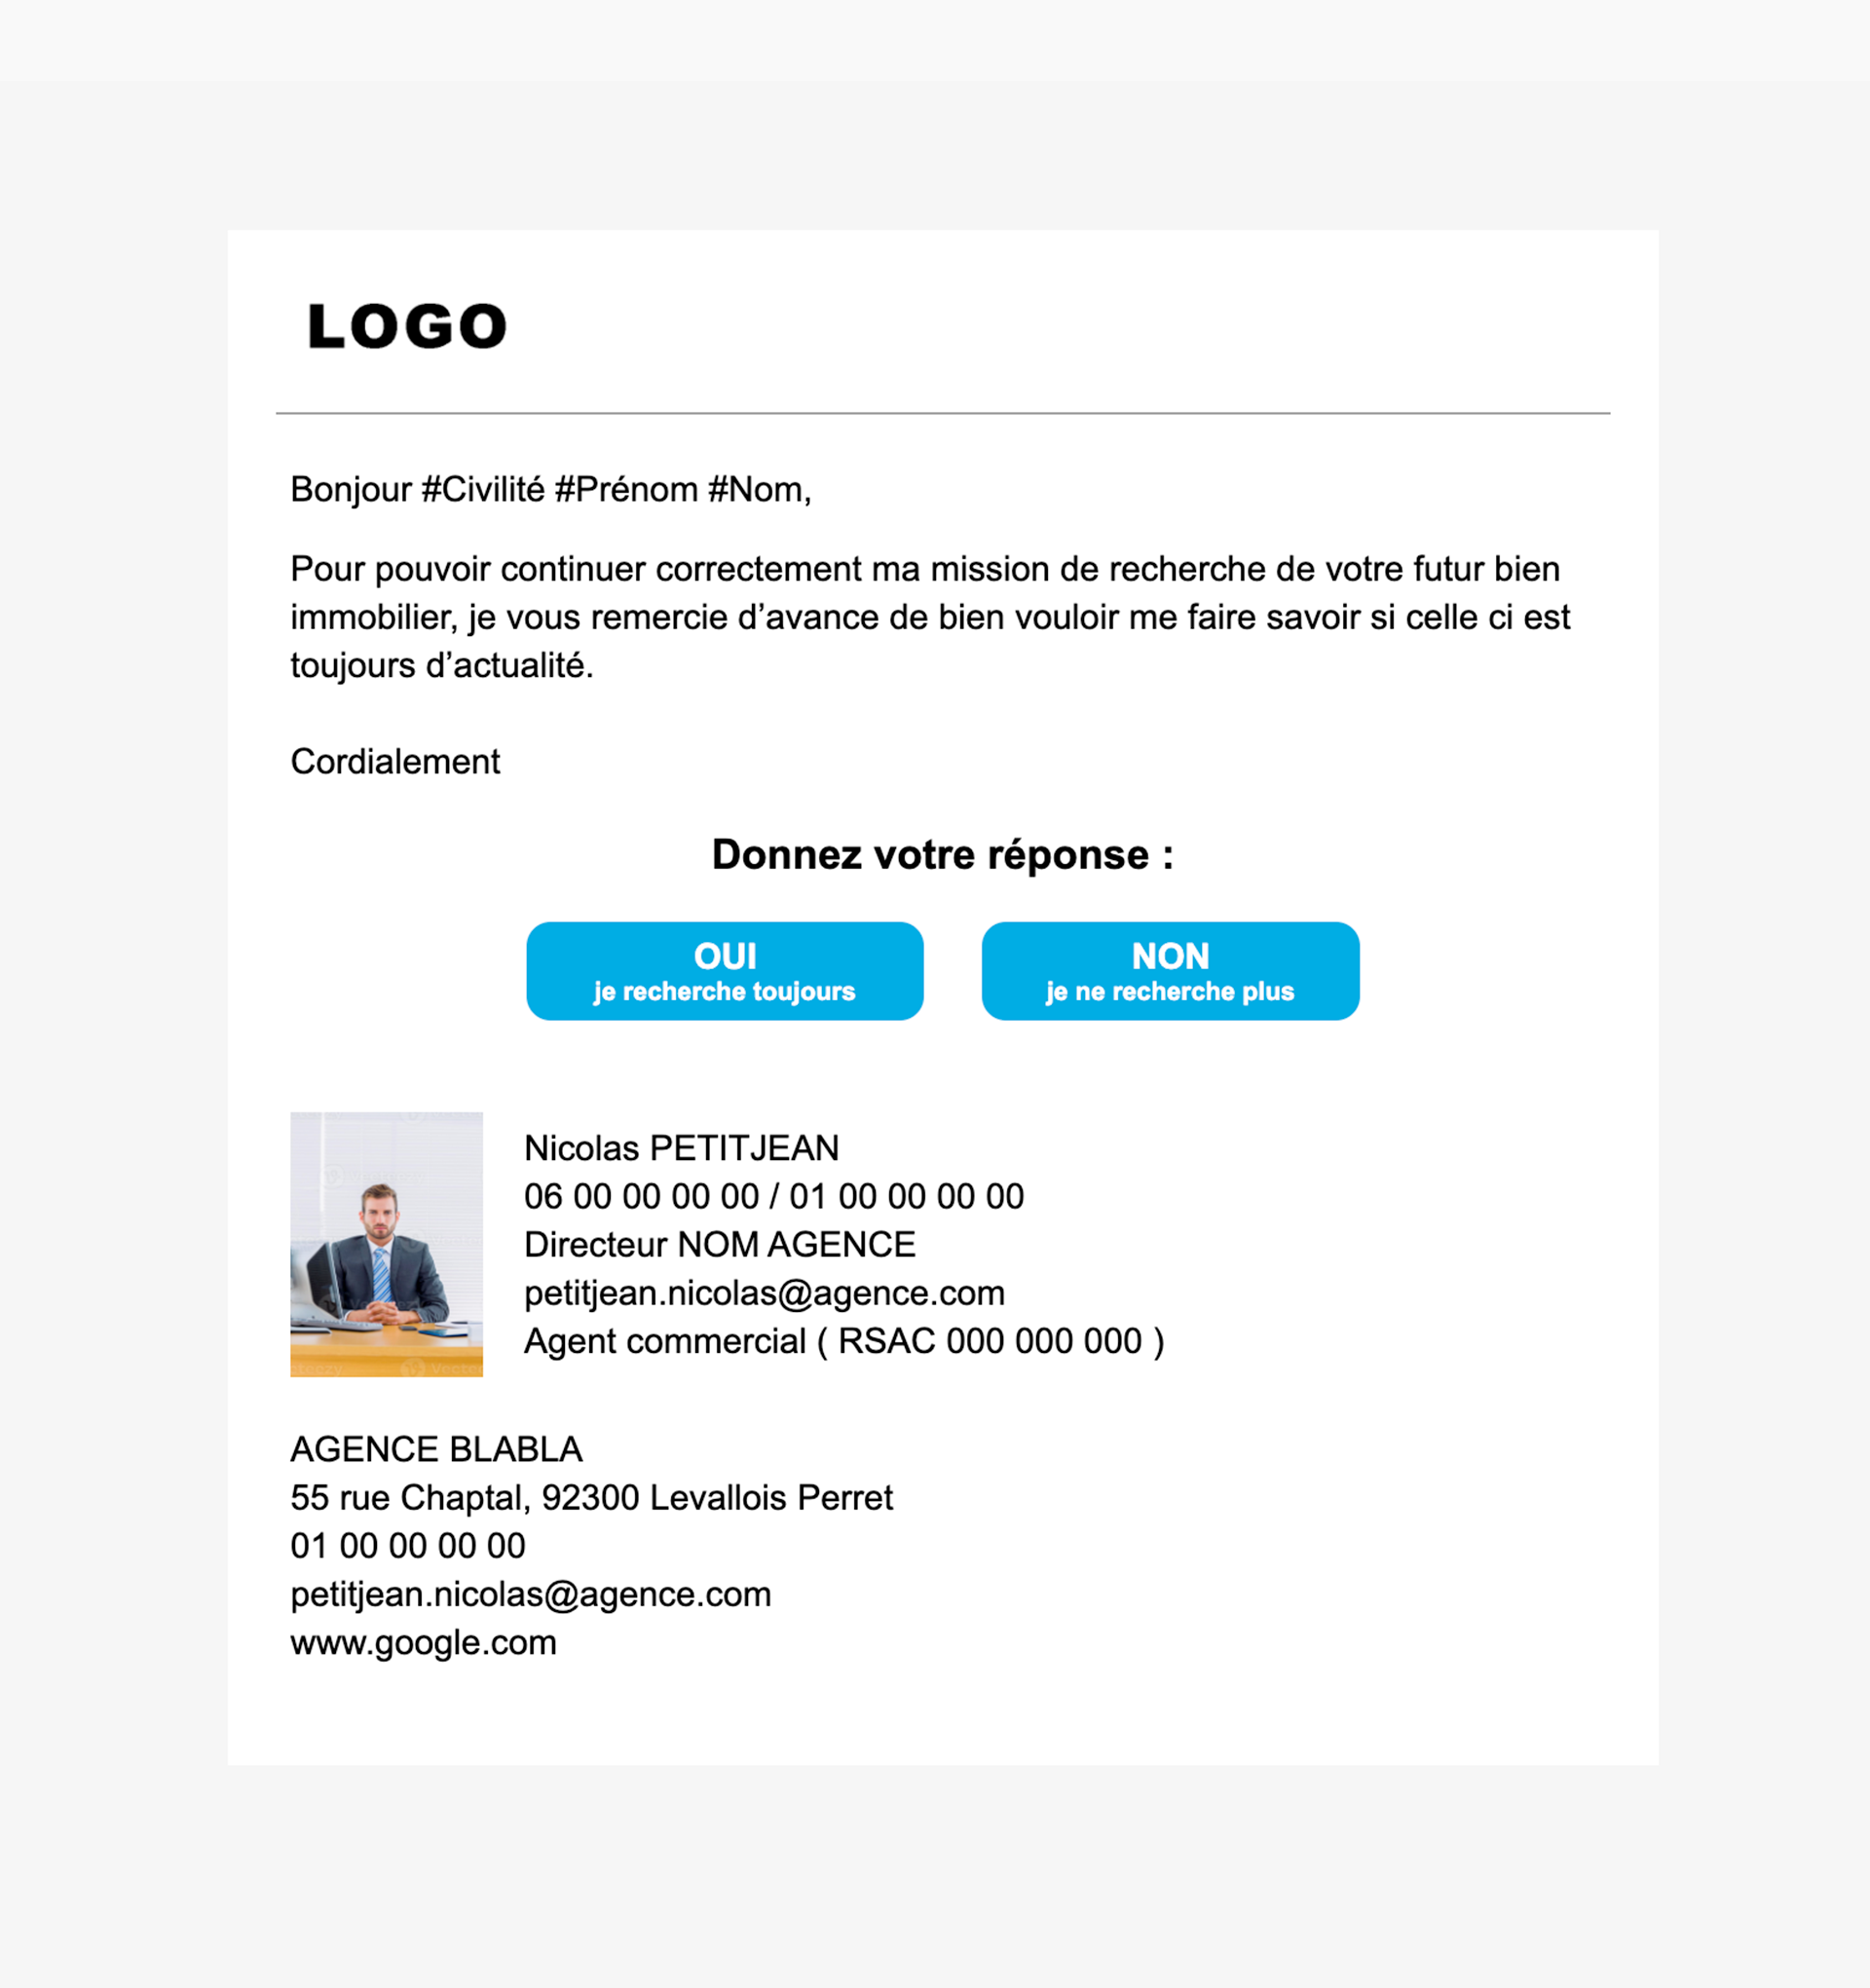 LOGO
Bonjour #Civilité #Prénom #Nom,
Pour pouvoir continuer correctement ma mission de recherche de votre futur bien
immobilier, je vous remercie d’avance de bien vouloir me faire savoir si celle ci est
toujours d’actualité.
Cordialement
Donnez votre réponse :
OUI
je recherche toujours
NON
je ne recherche plus
Nicolas PETITJEAN
06 00 00 00 00 / 01 00 00 00 00
Directeur NOM AGENCE
petitjean.nicolas@agence.com
Agent commercial ( RSAC 000 000 000 )
AGENCE BLABLA
55 rue Chaptal, 92300 Levallois Perret
01 00 00 00 00
petitjean.nicolas@agence.com
www.google.com